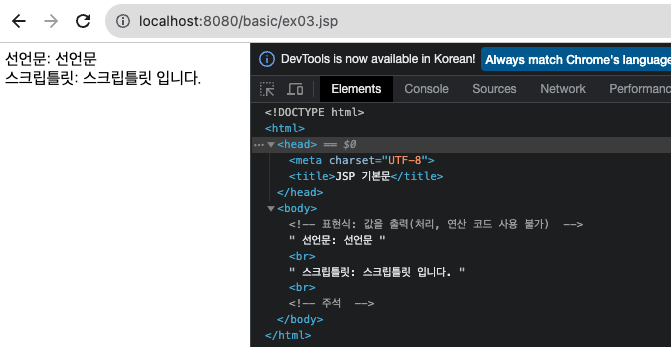 localhost:8080/basic/ex03.jsp
선언문: 선언문
스크립틀릿: 스크립틀릿 입니다.
DevTools is now available in Korean!
Always match Chrome's language
Elements Console Sources Network Performanc
<!DOCTYPE html>
<html>
<head> == $0
<meta charset="UTF-8">
<title>JSP 기본문</title>
</head>
<body>
<!-- 표현식: 값을 출력(처리, 연산 코드 사용 불가)  -->
" 선언문: 선언문 "
<br>
" 스크립틀릿: 스크립틀릿 입니다. "
<br>
<!-- 주석  -->
</body>
</html>